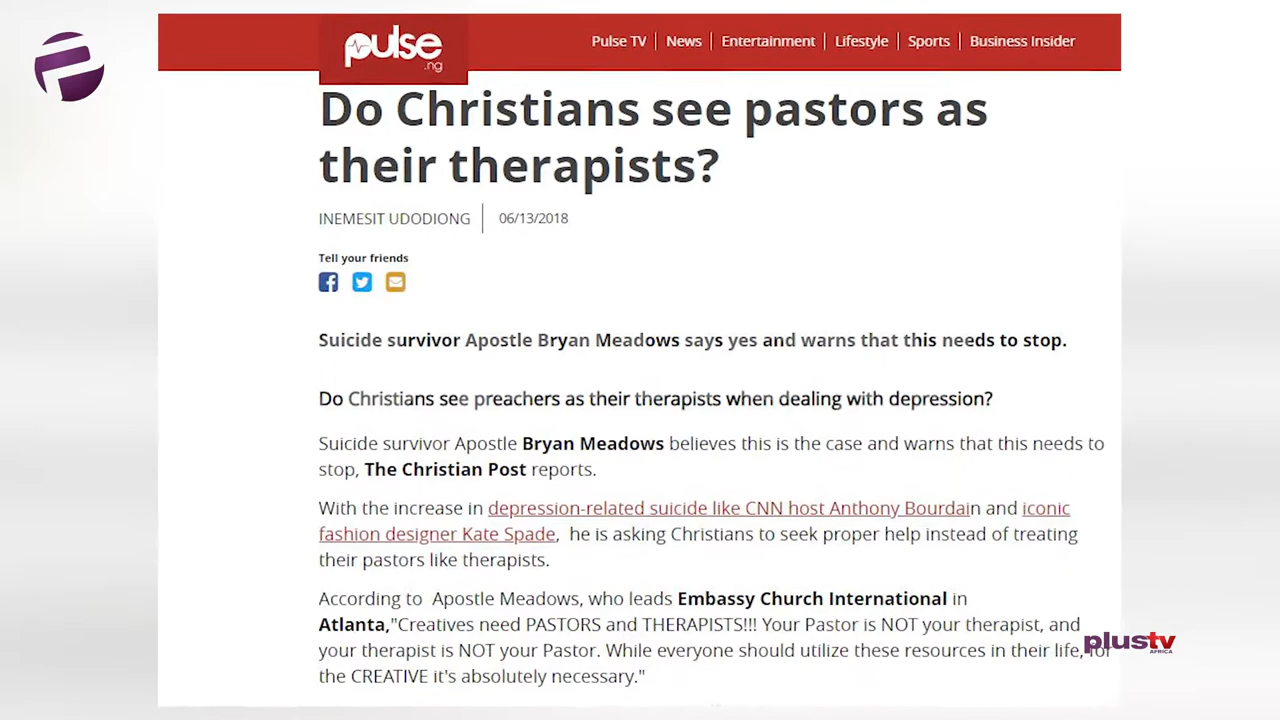 pulse
.ng
Pulse TV | News | Entertainment | Lifestyle | Sports | Business Insider
Do Christians see pastors as
their therapists?
INEMESIT UDODIONG | 06/13/2018
Tell your friends
Suicide survivor Apostle Bryan Meadows says yes and warns that this needs to stop.
Do Christians see preachers as their therapists when dealing with depression?
Suicide survivor Apostle Bryan Meadows believes this is the case and warns that this needs to
stop, The Christian Post reports.
With the increase in depression-related suicide like CNN host Anthony Bourdain and iconic
fashion designer Kate Spade, he is asking Christians to seek proper help instead of treating
their pastors like therapists.
According to Apostle Meadows, who leads Embassy Church International in
Atlanta,"Creatives need PASTORS and THERAPISTS!!! Your Pastor is NOT your therapist, and
your therapist is NOT your Pastor. While everyone should utilize these resources in their life, for
the CREATIVE it's absolutely necessary."
plustv
AFRICA